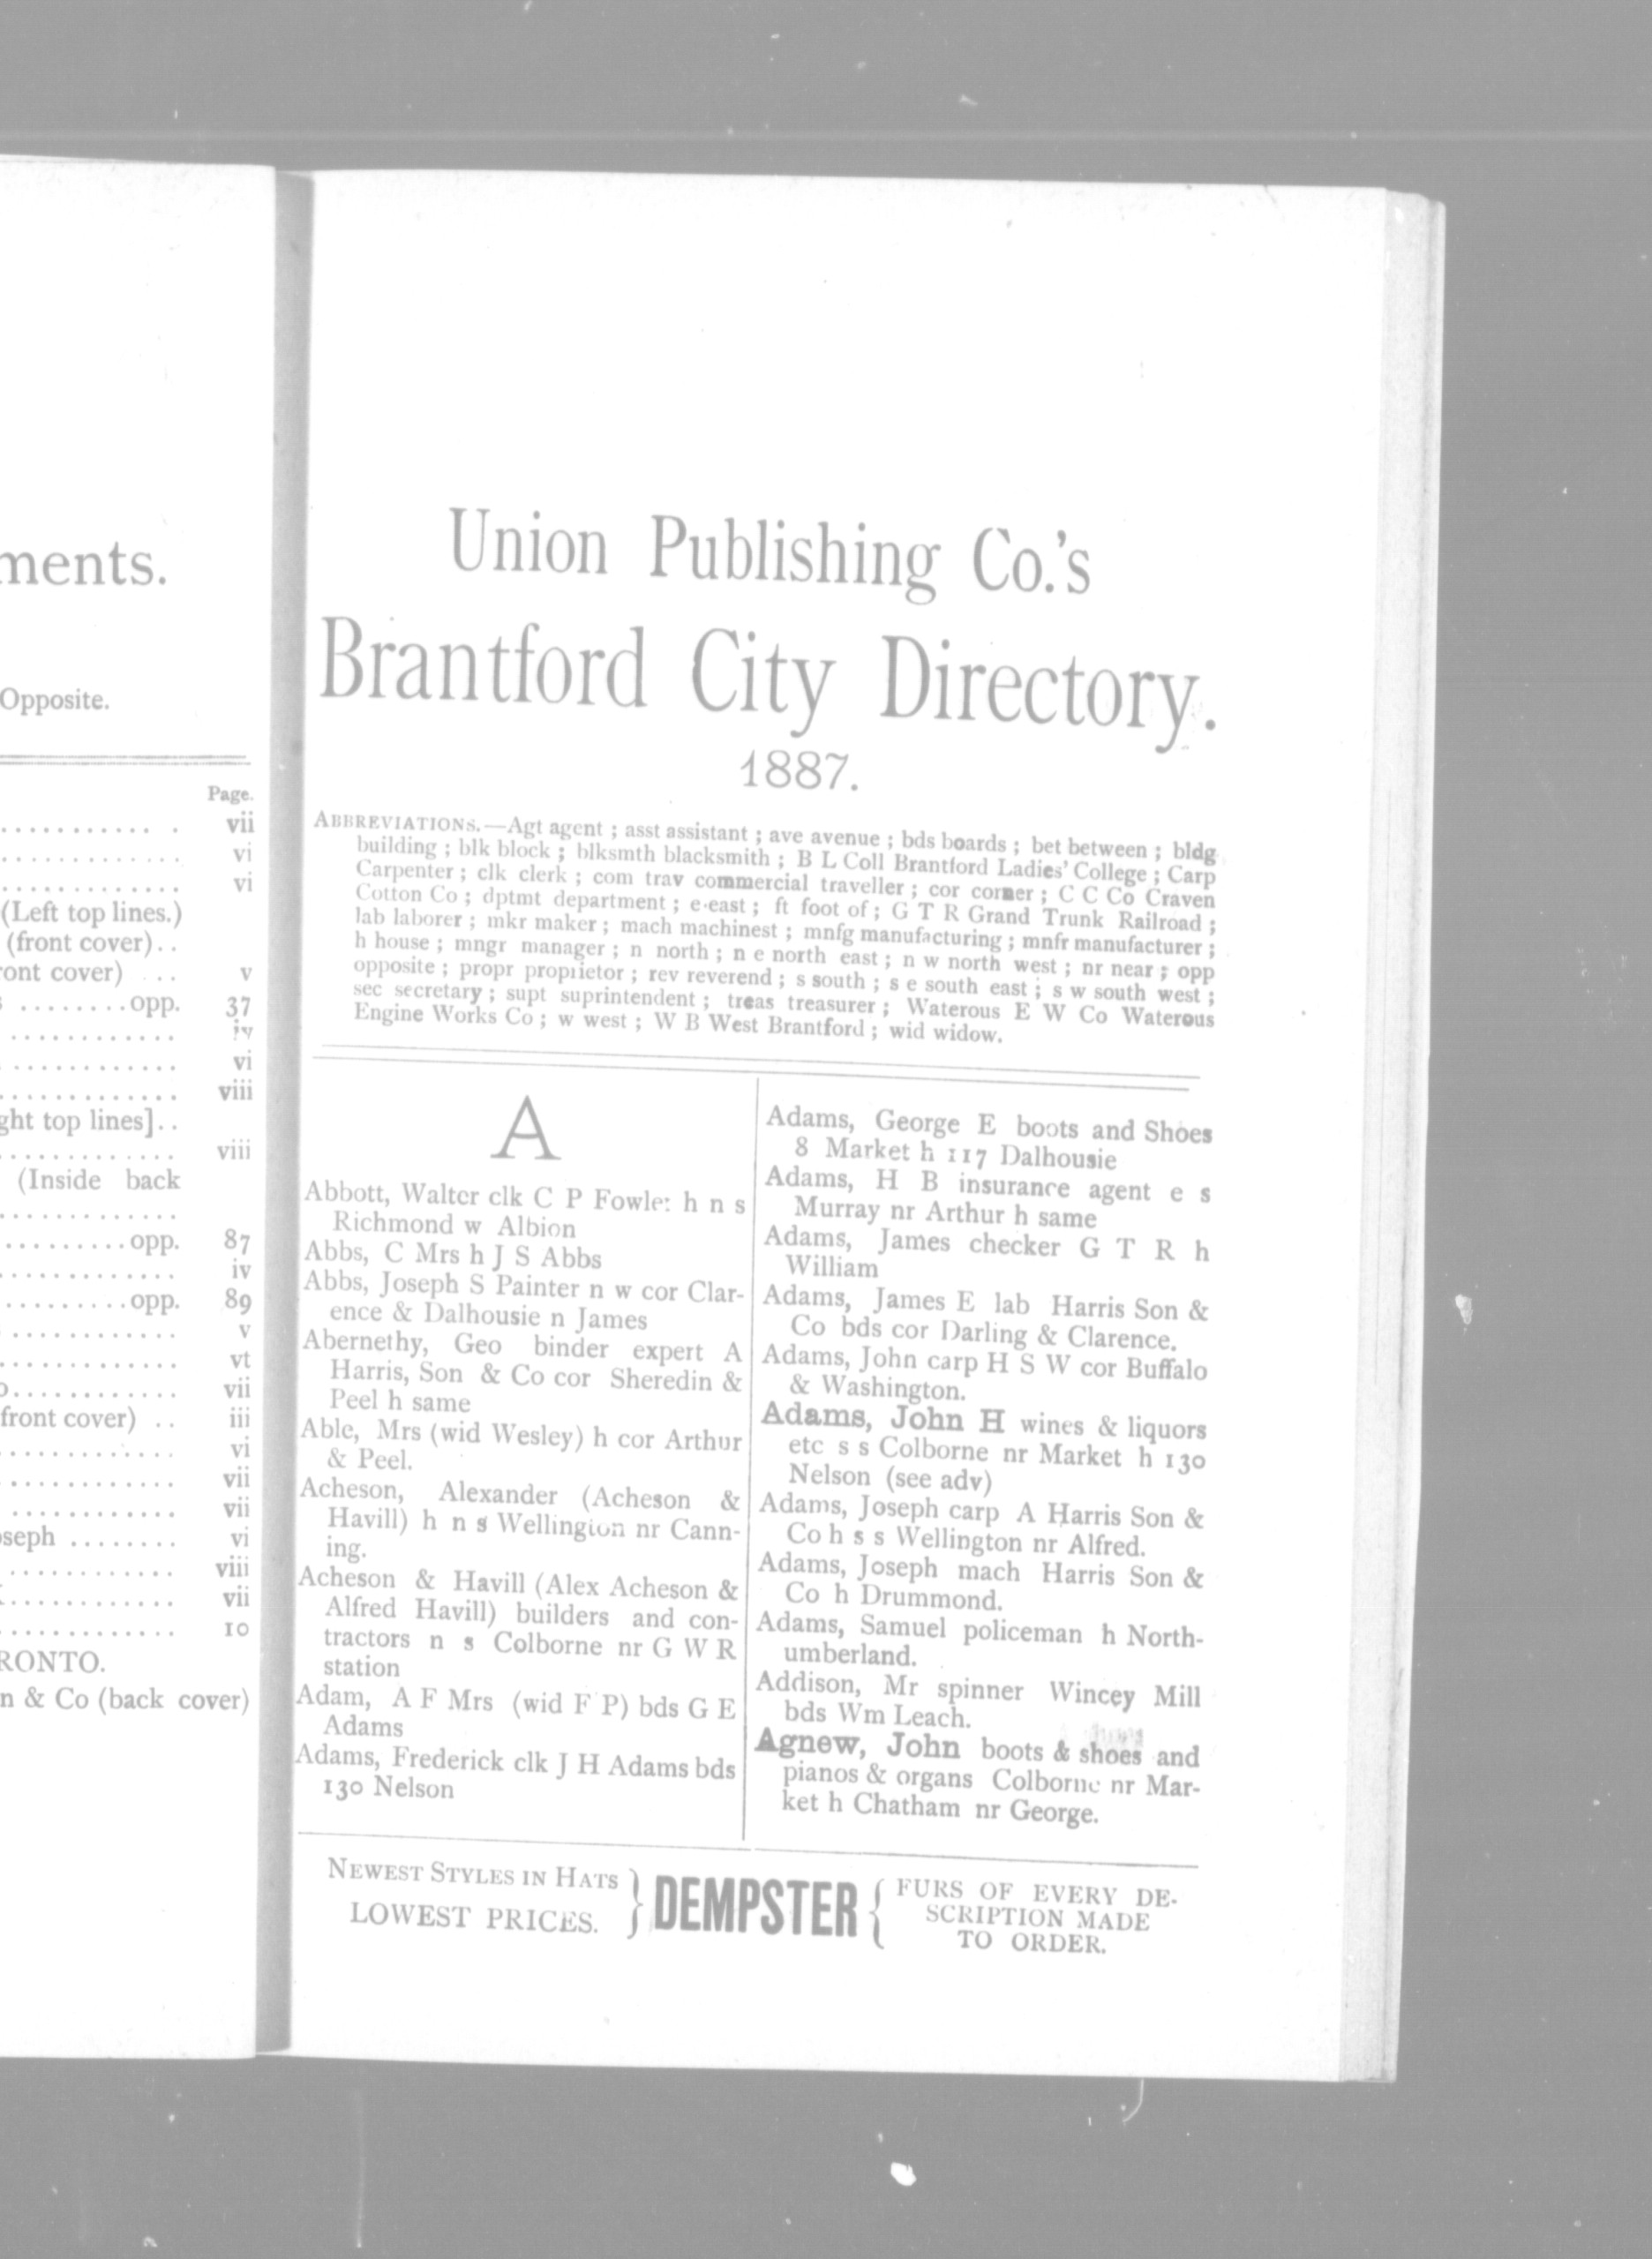 ments.
Opposite.
Page.
........... . vii
............. vi
............. vi
(Left top lines.)
(front cover)..
ront cover) ... v
........opp. 37
............ iv
............. vi
............. viii
ght top lines]..
............. viii
(Inside back
.............
.........opp. 87
............. iv
.........opp. 89
............. v
............. vi
............ vii
front cover) .. iii
............. vi
............. vii
............. vii
oseph ........ vi
............. viii
............ vii
............. 10
RONTO.
n & Co (back cover)
Union Publishing Co.'s
Brantford City Directory.
1887.
ABBREVIATIONS.—Agt agent ; asst assistant ; ave avenue ; bds boards ; bet between ; bldg
building ; blk block ; blksmth blacksmith ; B L Coll Brantford Ladies' College ; Carp
Carpenter ; clk clerk ; com trav commercial traveller ; cor corner ; C C Co Craven
Cotton Co ; dptmt department ; e-east ; ft foot of ; G T R Grand Trunk Railroad ;
lab laborer ; mkr maker ; mach machinest ; mnfg manufacturing ; mnfr manufacturer ;
h house ; mngr manager ; n north ; n e north east ; n w north west ; nr near ; opp
opposite ; propr proprietor ; rev reverend ; s south ; s e south east ; s w south west ;
sec secretary ; supt suprintendent ; treas treasurer ; Waterous E W Co Waterous
Engine Works Co ; w west ; W B West Brantford ; wid widow.
A
Abbott, Walter clk C P Fowler h n s
Richmond w Albion
Abbs, C Mrs h J S Abbs
Abbs, Joseph S Painter n w cor Clar-
ence & Dalhousie n James
Abernethy, Geo binder expert A
Harris, Son & Co cor Sheredin &
Peel h same
Able, Mrs (wid Wesley) h cor Arthur
& Peel.
Acheson, Alexander (Acheson &
Havill) h n s Wellington nr Cann-
ing.
Acheson & Havill (Alex Acheson &
Alfred Havill) builders and con-
tractors n s Colborne nr G W R
station
Adam, A F Mrs (wid F P) bds G E
Adams
Adams, Frederick clk J H Adams bds
130 Nelson
Adams, George E boots and Shoes
8 Market h 117 Dalhousie
Adams, H B insurance agent e s
Murray nr Arthur h same
Adams, James checker G T R h
William
Adams, James E lab Harris Son &
Co bds cor Darling & Clarence.
Adams, John carp H S W cor Buffalo
& Washington.
Adams, John H wines & liquors
etc s s Colborne nr Market h 130
Nelson (see adv)
Adams, Joseph carp A Harris Son &
Co h s s Wellington nr Alfred.
Adams, Joseph mach Harris Son &
Co h Drummond.
Adams, Samuel policeman h North-
umberland.
Addison, Mr spinner Wincey Mill
bds Wm Leach.
Agnew, John boots & shoes and
pianos & organs Colborne nr Mar-
ket h Chatham nr George.
NEWEST STYLES IN HATS
LOWEST PRICES.
} DEMPSTER {
FURS OF EVERY DE-
SCRIPTION MADE
TO ORDER.